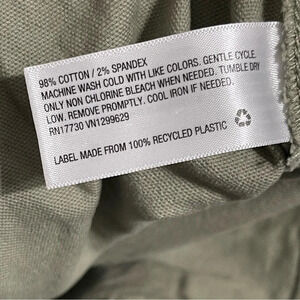 98% COTTON / 2% SPANDEX
MACHINE WASH COLD WITH LIKE COLORS. GENTLE CYCLE
ONLY NON CHLORINE BLEACH WHEN NEEDED. TUMBLE DRY
LOW. REMOVE PROMPTLY. COOL IRON IF NEEDED.
RN17730 VN1299629
LABEL MADE FROM 100% RECYCLED PLASTIC